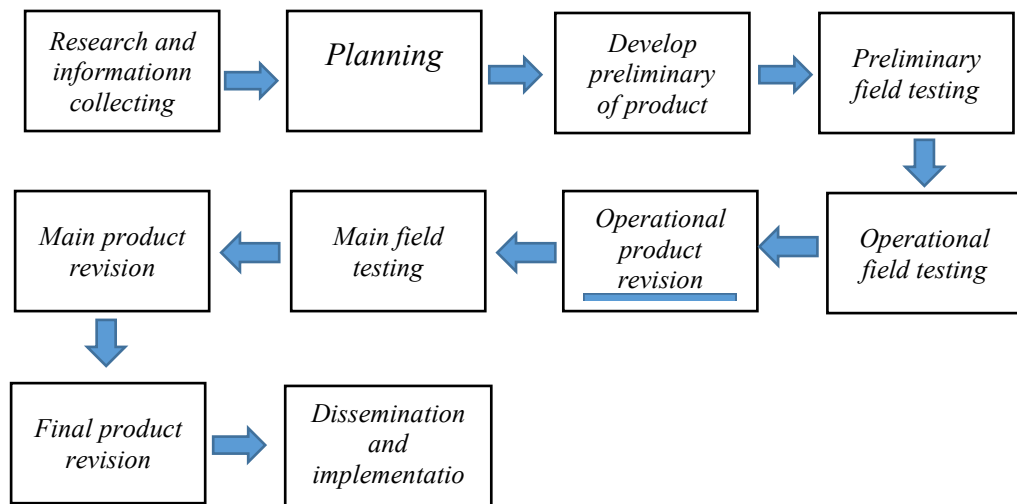 Research and
informationn
collecting
Planning
Develop
preliminary
of product
Preliminary
field testing
Operational
field testing
Operational
product
revision
Main field
testing
Main product
revision
Final product
revision
Dissemination
and
implementatio